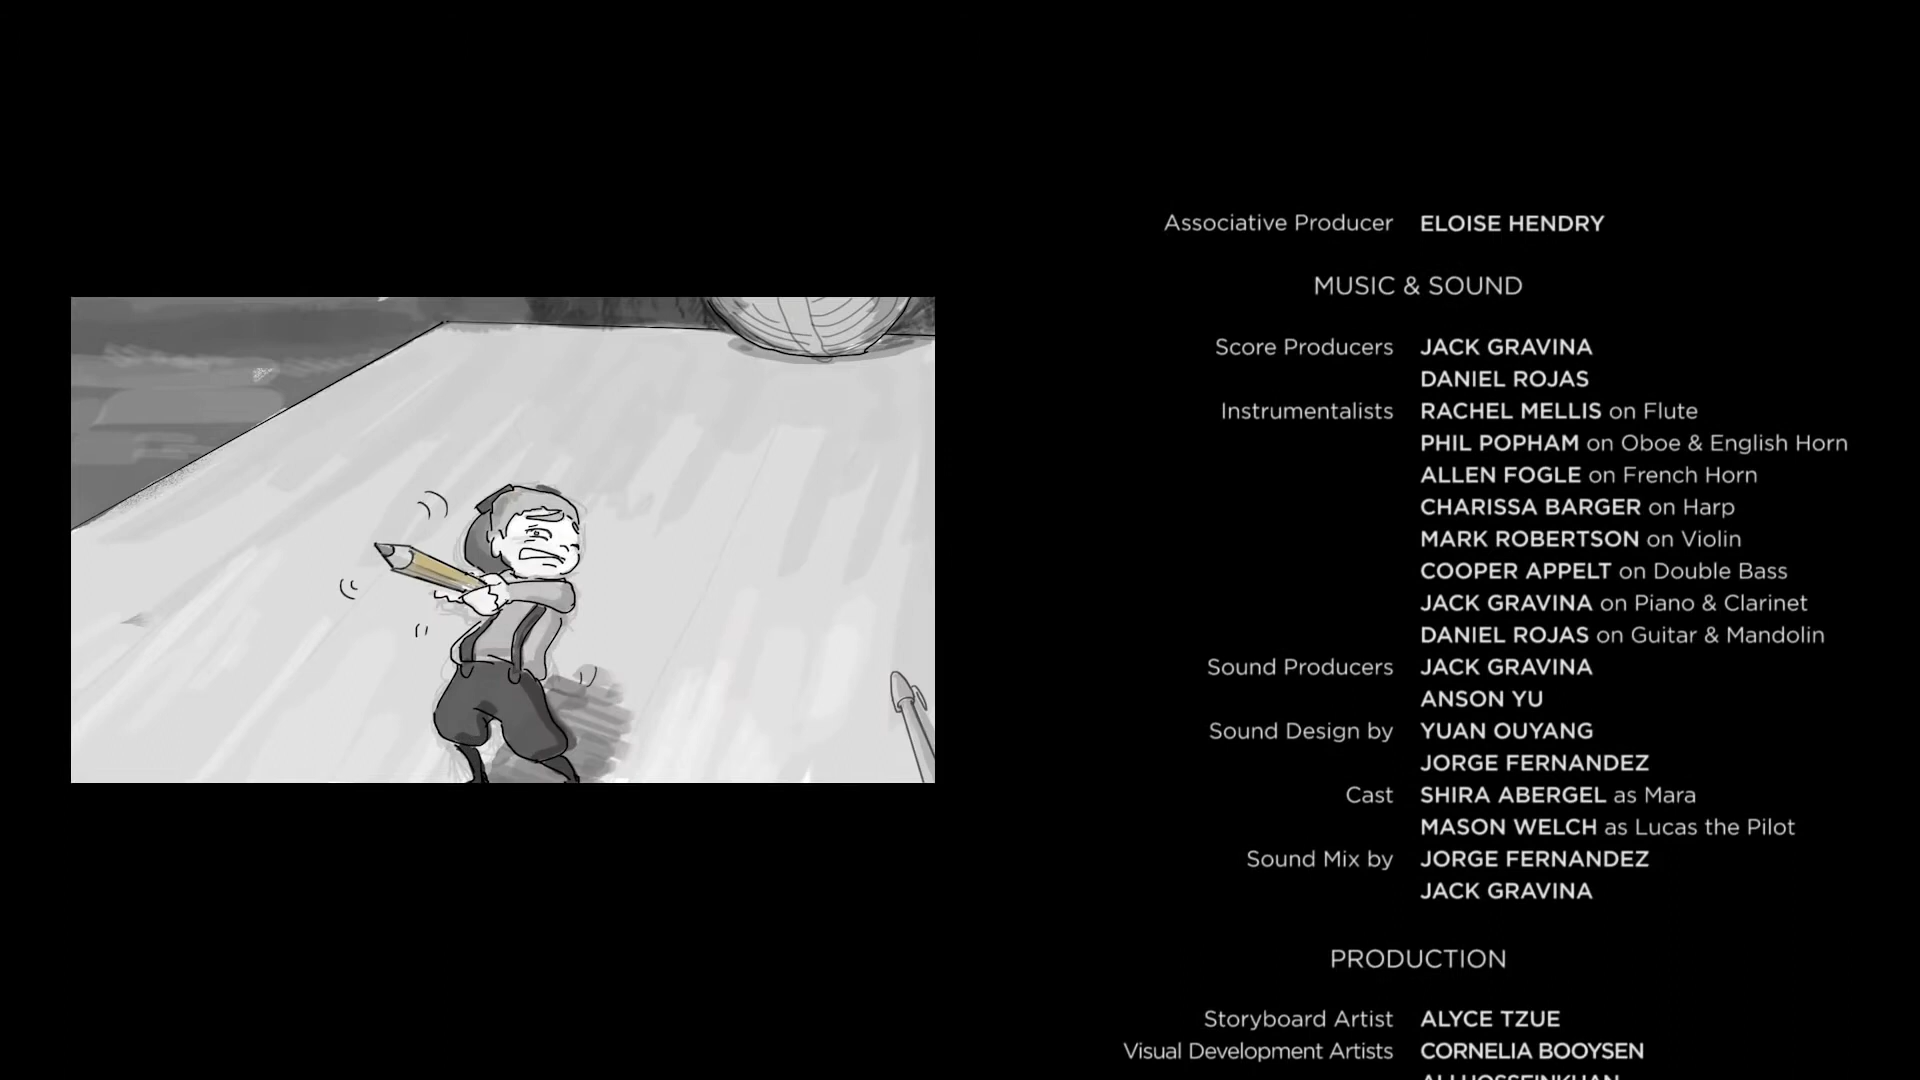 Associative Producer ELOISE HENDRY
MUSIC & SOUND
Score Producers JACK GRAVINA
DANIEL ROJAS
Instrumentalists RACHEL MELLIS on Flute
PHIL POPHAM on Oboe & English Horn
ALLEN FOGLE on French Horn
CHARISSA BARGER on Harp
MARK ROBERTSON on Violin
COOPER APPELT on Double Bass
JACK GRAVINA on Piano & Clarinet
DANIEL ROJAS on Guitar & Mandolin
Sound Producers JACK GRAVINA
ANSON YU
Sound Design by YUAN OUYANG
JORGE FERNANDEZ
Cast SHIRA ABERGEL as Mara
MASON WELCH as Lucas the Pilot
Sound Mix by JORGE FERNANDEZ
JACK GRAVINA
PRODUCTION
Storyboard Artist ALYCE TZUE
Visual Development Artists CORNELIA BOOYSEN